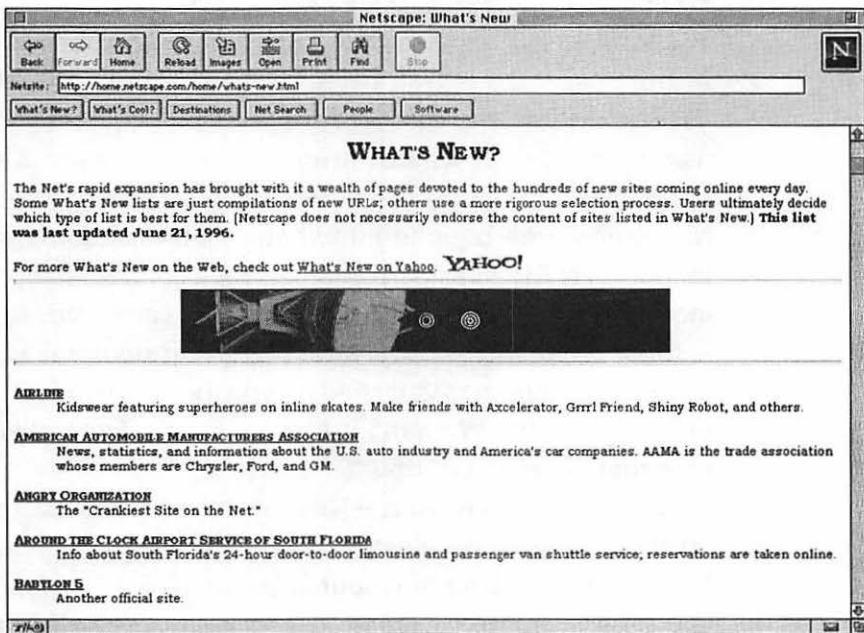 Netscape: What's New
Back Forward Home Reload Images Open Print Find Stop
N
Netsite: http://home.netscape.com/home/whats-new.html
What's New? What's Cool? Destinations Net Search People Software
WHAT'S NEW?
The Net's rapid expansion has brought with it a wealth of pages devoted to the hundreds of new sites coming online every day.
Some What's New lists are just compilations of new URLs; others use a more rigorous selection process. Users ultimately decide
which type of list is best for them. (Netscape does not necessarily endorse the content of sites listed in What's New.) This list
was last updated June 21, 1996.
For more What's New on the Web, check out What's New on Yahoo. YAHOO!
AIRLINE
Kidswear featuring superheroes on inline skates. Make friends with Axcelerator, Grrrl Friend, Shiny Robot, and others.
AMERICAN AUTOMOBILE MANUFACTURERS ASSOCIATION
News, statistics, and information about the U.S. auto industry and America's car companies. AAMA is the trade association
whose members are Chrysler, Ford, and GM.
ANGRY ORGANIZATION
The "Crankiest Site on the Net."
AROUND THE CLOCK AIRPORT SERVICE OF SOUTH FLORIDA
Info about South Florida's 24-hour door-to-door limousine and passenger van shuttle service; reservations are taken online.
BABYLON 5
Another official site.